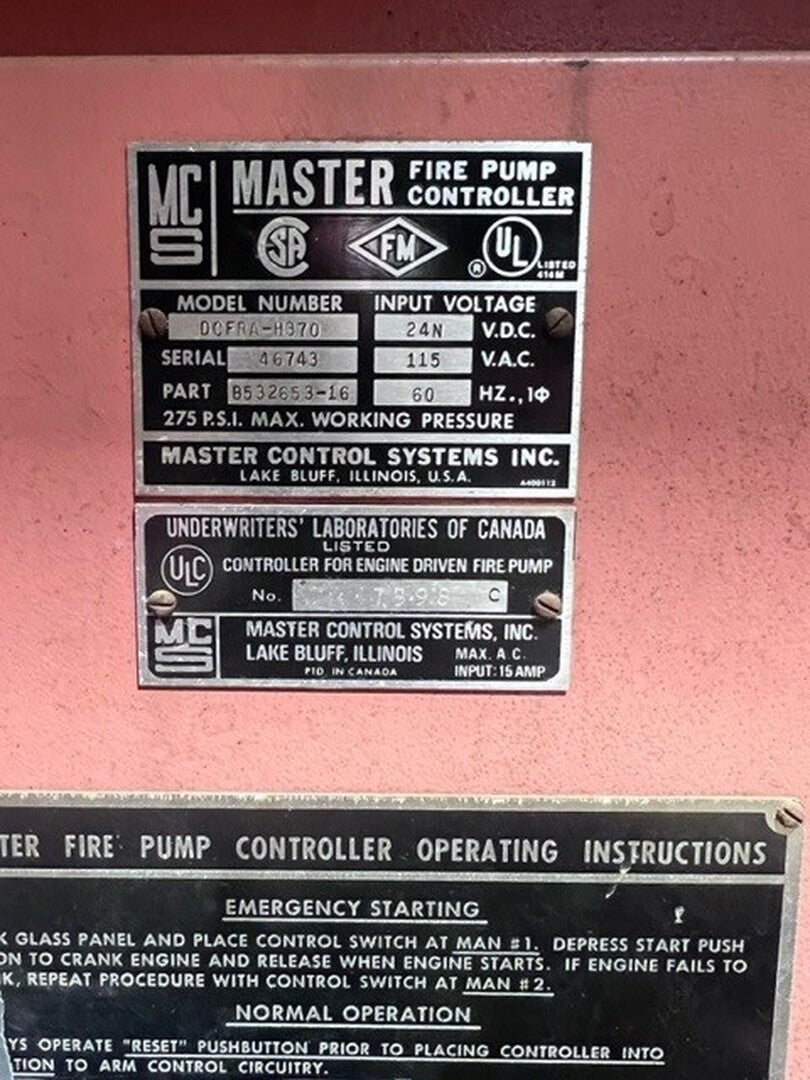 MCS
MASTER FIRE PUMP CONTROLLER
CSA FM ® UL LISTED 414M
MODEL NUMBER INPUT VOLTAGE
DCFRA-H370 24N V.D.C.
SERIAL 46743 115 V.A.C.
PART B532653-16 60 HZ.,1Φ
275 P.S.I. MAX. WORKING PRESSURE
MASTER CONTROL SYSTEMS INC.
LAKE BLUFF, ILLINOIS, U.S.A. A400112
UNDERWRITERS' LABORATORIES OF CANADA
LISTED
ULC CONTROLLER FOR ENGINE DRIVEN FIRE PUMP
No. C
MCS MASTER CONTROL SYSTEMS, INC.
LAKE BLUFF, ILLINOIS MAX. A.C.
PTD. IN CANADA INPUT: 15 AMP
TER FIRE PUMP CONTROLLER OPERATING INSTRUCTIONS
EMERGENCY STARTING
K GLASS PANEL AND PLACE CONTROL SWITCH AT MAN #1. DEPRESS START PUSH
ON TO CRANK ENGINE AND RELEASE WHEN ENGINE STARTS. IF ENGINE FAILS TO
NK, REPEAT PROCEDURE WITH CONTROL SWITCH AT MAN #2.
NORMAL OPERATION
YS OPERATE "RESET" PUSHBUTTON PRIOR TO PLACING CONTROLLER INTO
TION TO ARM CONTROL CIRCUITRY.